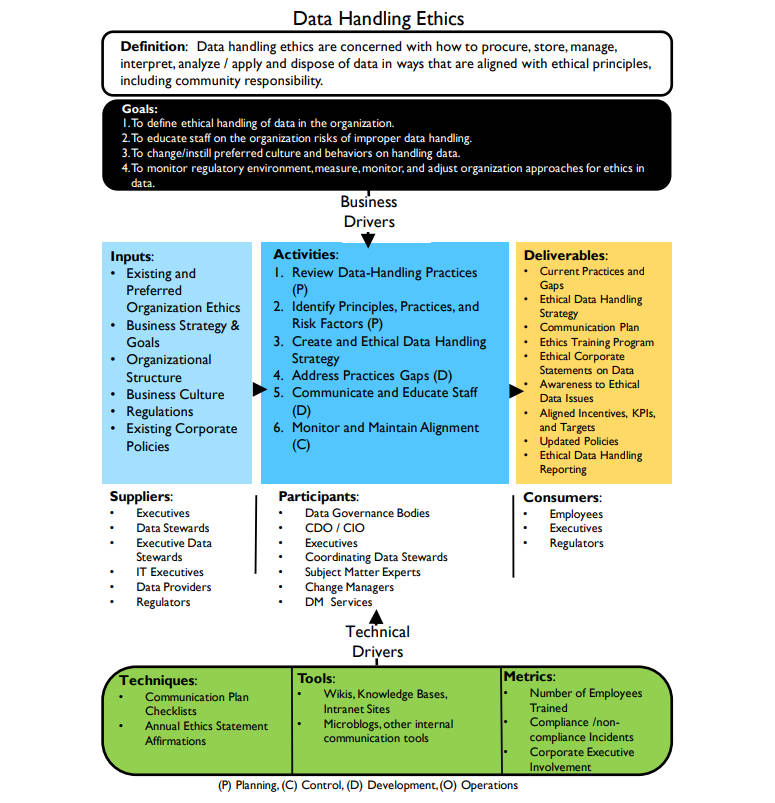 Data Handling Ethics
Definition: Data handling ethics are concerned with how to procure, store, manage,
interpret, analyze / apply and dispose of data in ways that are aligned with ethical principles,
including community responsibility.
Goals:
1.To define ethical handling of data in the organization.
2.To educate staff on the organization risks of improper data handling.
3.To change/instill preferred culture and behaviors on handling data.
4.To monitor regulatory environment, measure, monitor, and adjust organization approaches for ethics in
data.
Business
Drivers
Inputs:
• Existing and
Preferred
Organization Ethics
• Business Strategy &
Goals
• Organizational
Structure
• Business Culture
• Regulations
• Existing Corporate
Policies
Activities:
1. Review Data-Handling Practices
(P)
2. Identify Principles, Practices, and
Risk Factors (P)
3. Create and Ethical Data Handling
Strategy
4. Address Practices Gaps (D)
5. Communicate and Educate Staff
(D)
6. Monitor and Maintain Alignment
(C)
Deliverables:
• Current Practices and
Gaps
• Ethical Data Handling
Strategy
• Communication Plan
• Ethics Training Program
• Ethical Corporate
Statements on Data
• Awareness to Ethical
Data Issues
• Aligned Incentives, KPIs,
and Targets
• Updated Policies
• Ethical Data Handling
Reporting
Suppliers:
• Executives
• Data Stewards
• Executive Data
Stewards
• IT Executives
• Data Providers
• Regulators
Participants:
• Data Governance Bodies
• CDO / CIO
• Executives
• Coordinating Data Stewards
• Subject Matter Experts
• Change Managers
• DM Services
Consumers:
• Employees
• Executives
• Regulators
Technical
Drivers
Techniques:
• Communication Plan
Checklists
• Annual Ethics Statement
Affirmations
Tools:
• Wikis, Knowledge Bases,
Intranet Sites
• Microblogs, other internal
communication tools
Metrics:
• Number of Employees
Trained
• Compliance /non-
compliance Incidents
• Corporate Executive
Involvement
(P) Planning, (C) Control, (D) Development, (O) Operations